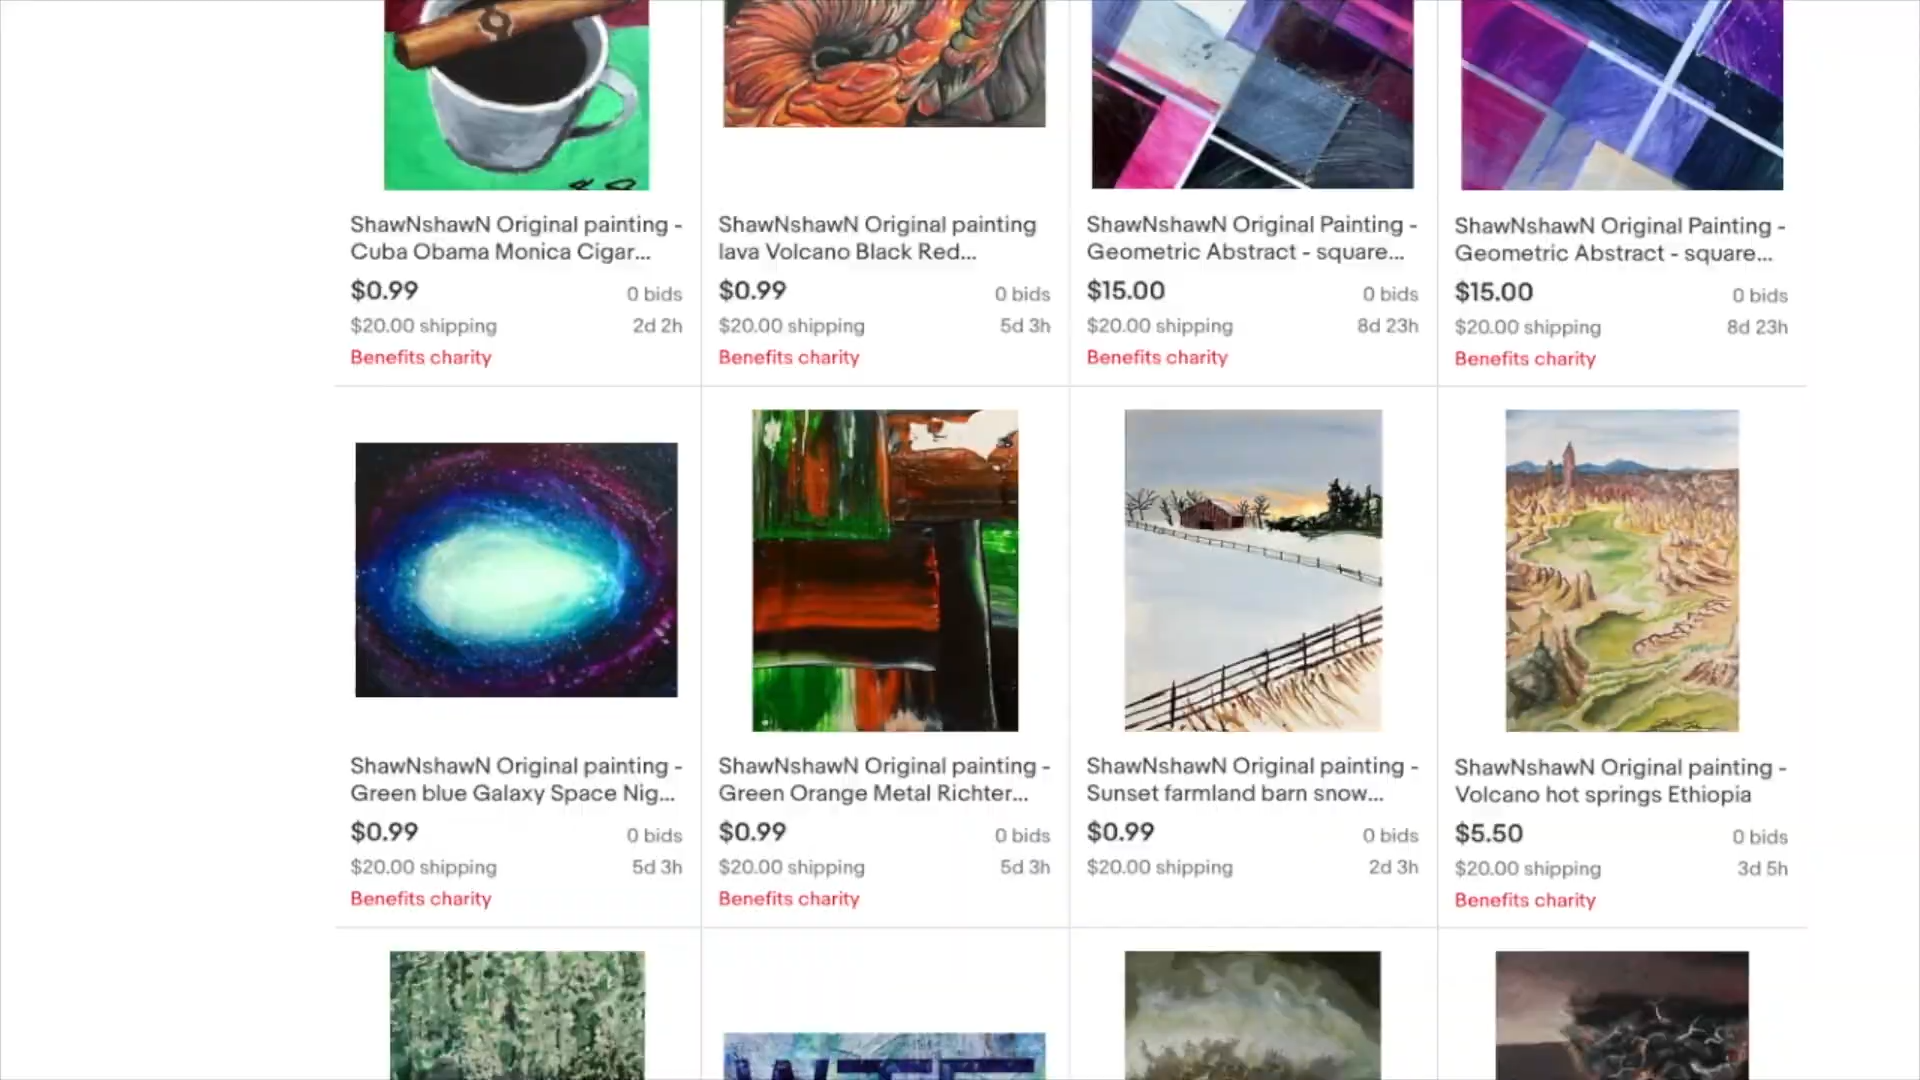 ShawNshawN Original painting -
Cuba Obama Monica Cigar...
$0.99
0 bids
$20.00 shipping
2d 2h
Benefits charity
ShawNshawN Original painting
lava Volcano Black Red...
$0.99
0 bids
$20.00 shipping
5d 3h
Benefits charity
ShawNshawN Original Painting -
Geometric Abstract - square...
$15.00
0 bids
$20.00 shipping
8d 23h
Benefits charity
ShawNshawN Original Painting -
Geometric Abstract - square...
$15.00
0 bids
$20.00 shipping
8d 23h
Benefits charity
ShawNshawN Original painting -
Green blue Galaxy Space Nig...
$0.99
0 bids
$20.00 shipping
5d 3h
Benefits charity
ShawNshawN Original painting -
Green Orange Metal Richter...
$0.99
0 bids
$20.00 shipping
5d 3h
Benefits charity
ShawNshawN Original painting -
Sunset farmland barn snow...
$0.99
0 bids
$20.00 shipping
2d 3h
ShawNshawN Original painting -
Volcano hot springs Ethiopia
$5.50
0 bids
$20.00 shipping
3d 5h
Benefits charity